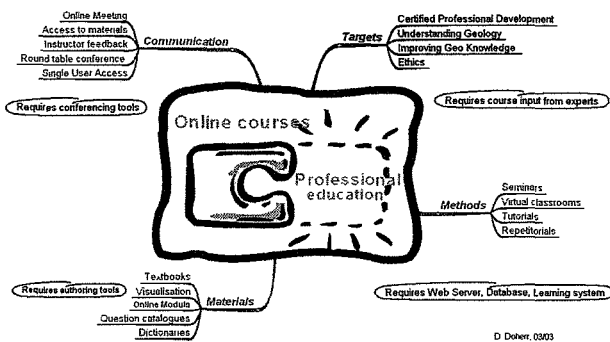 Online Meeting
Access to materials
Instructor feedback
Round table conference
Single User Access
Communication
Requires conferencing tools
Targets
Certified Professional Development
Understanding Geology
Improving Geo Knowledge
Ethics
Requires course input from experts
Online courses
Professional
education
Methods
Seminars
Virtual classrooms
Tutorials
Repetitorials
Requires authoring tools
Textbooks
Visualisation
Online Module
Question catalogues
Dictionaries
Materials
Requires Web Server, Database, Learning system
D. Doherr, 03/03